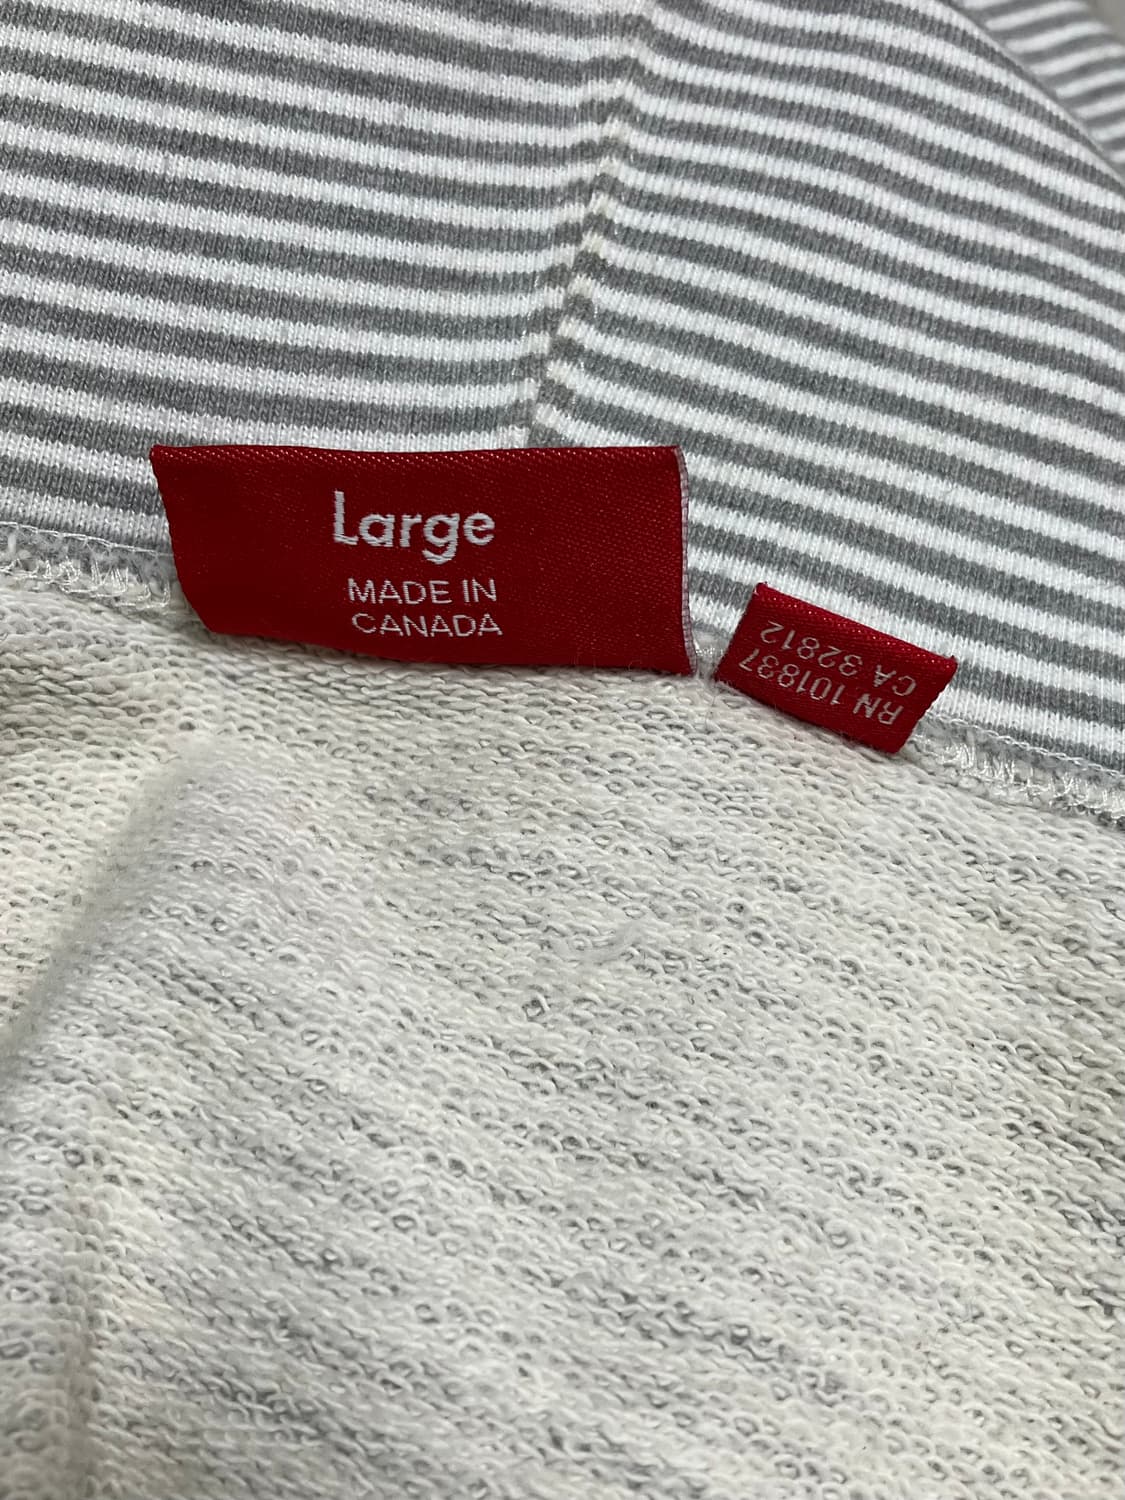 Large
MADE IN
CANADA
RN 101837
CA 32812